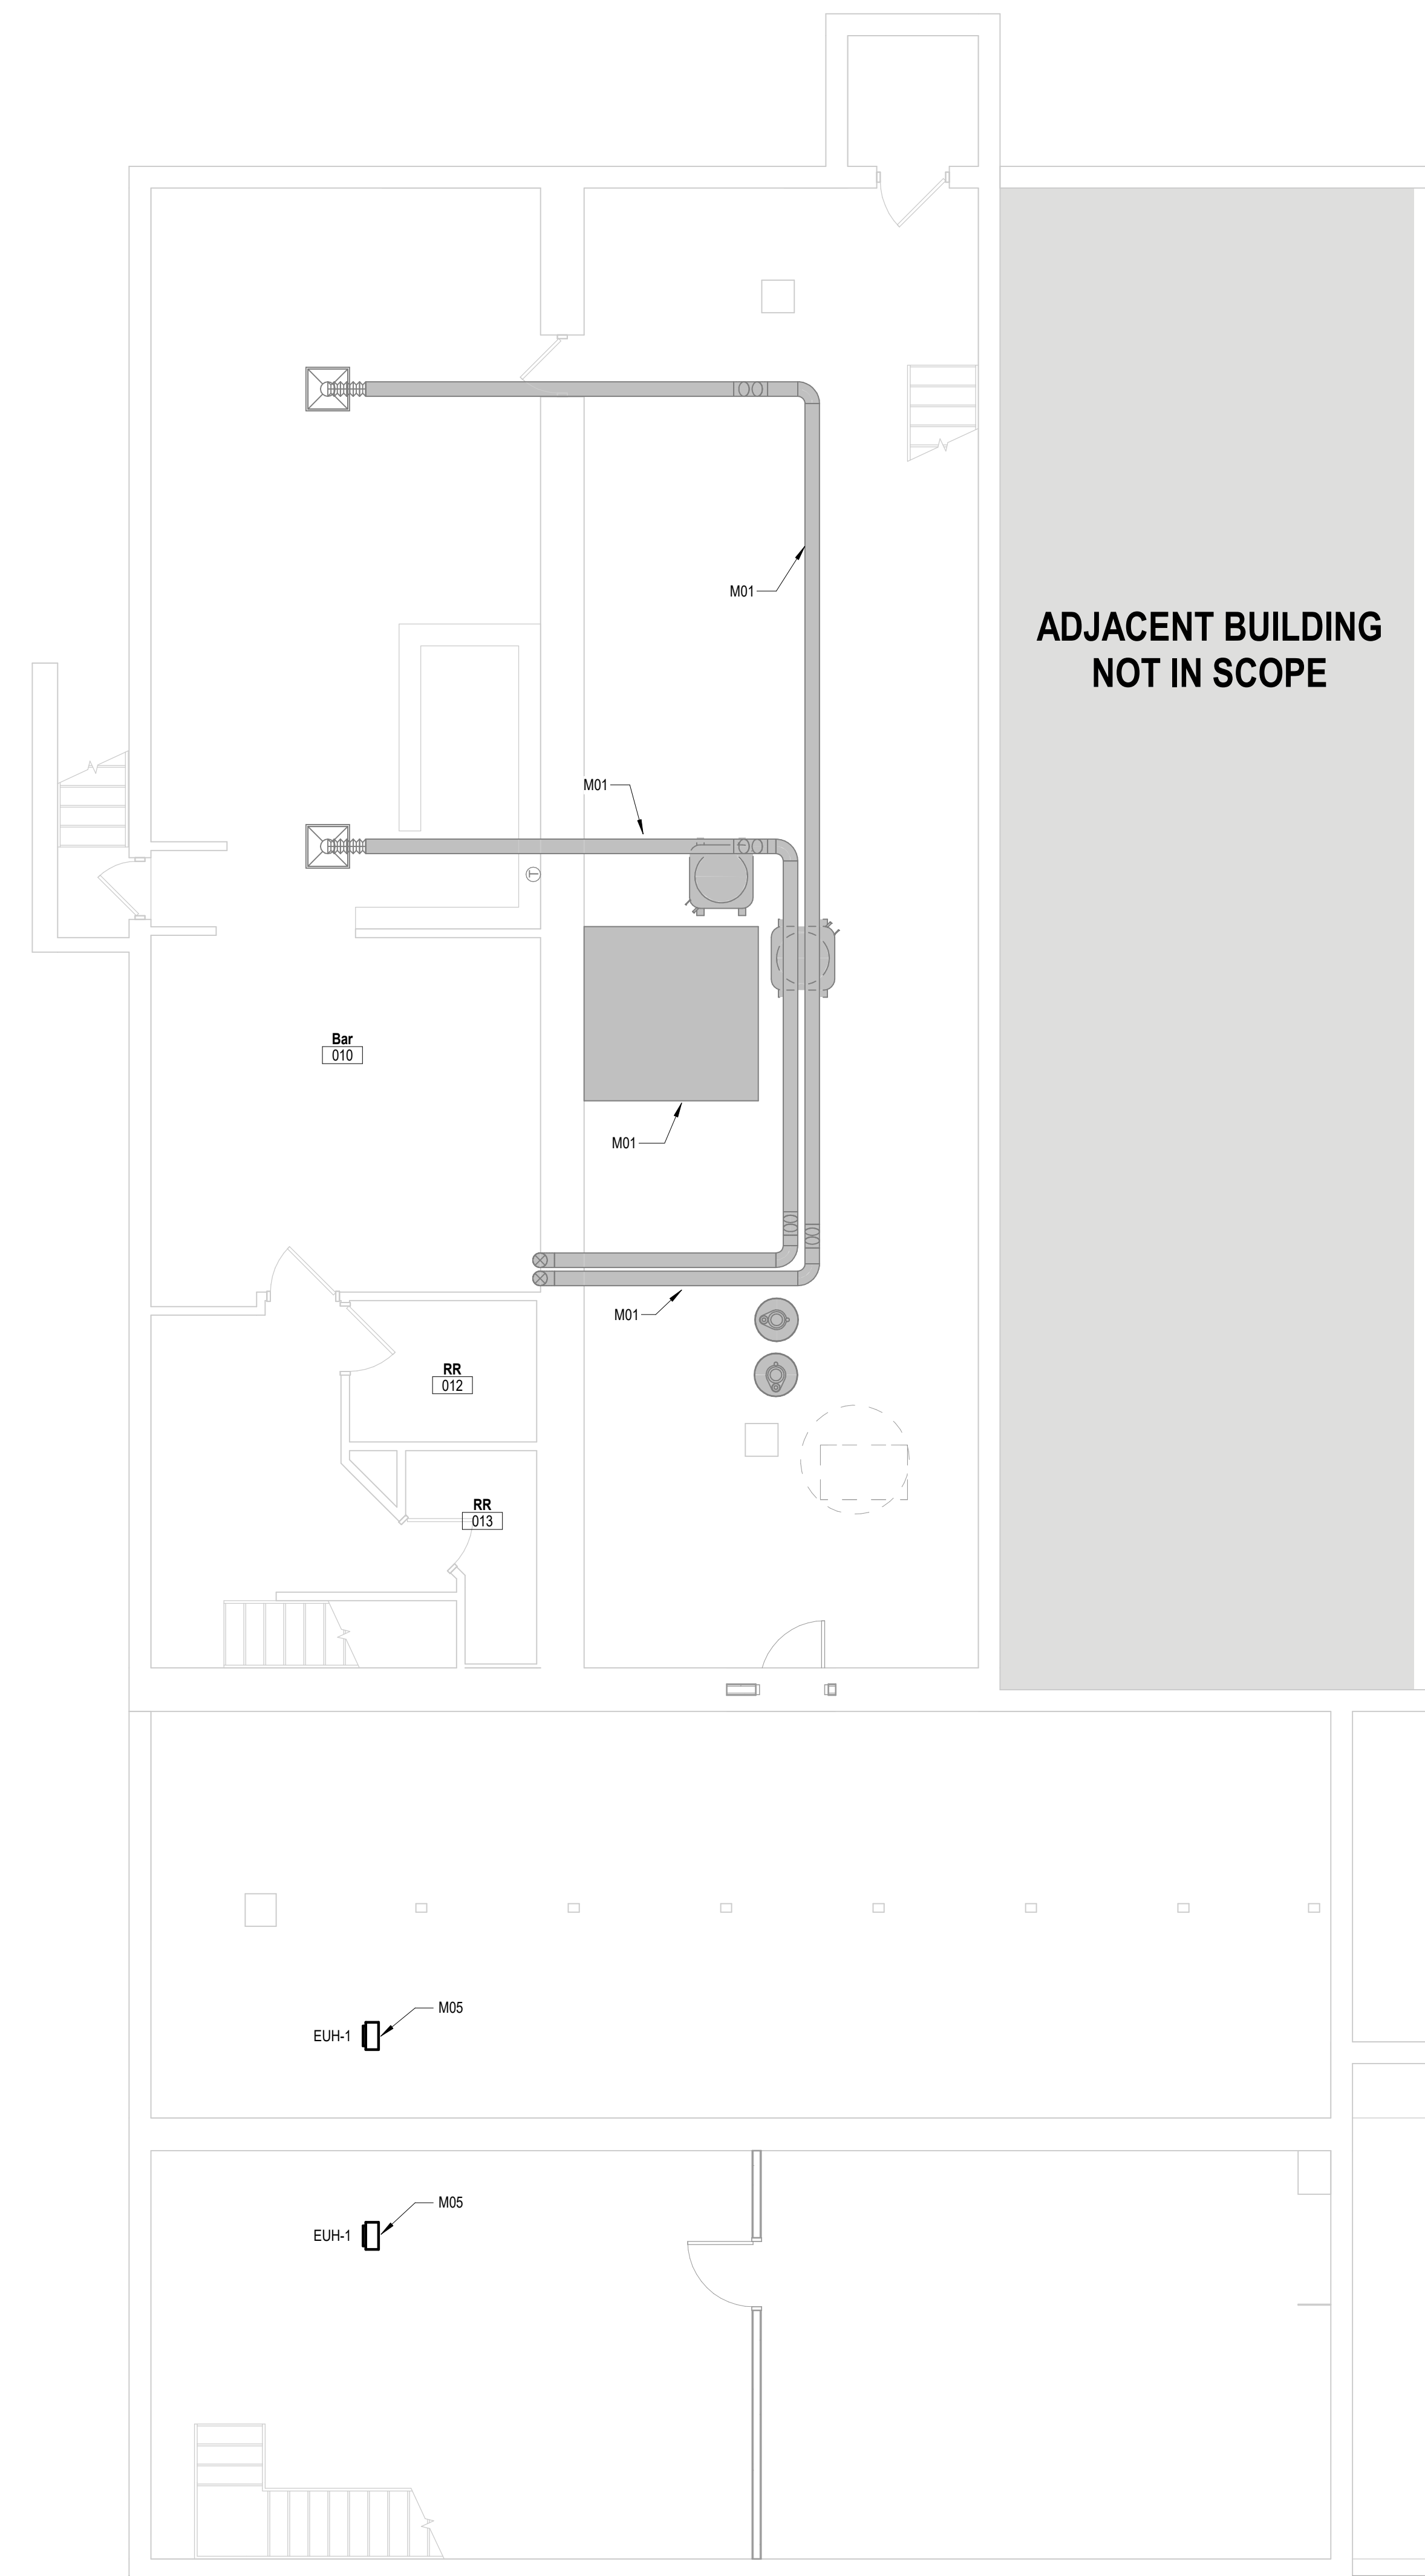 M01
ADJACENT BUILDING
NOT IN SCOPE
M01
T
Bar
010
M01
M01
RR
012
RR
013
M05
EUH-1
M05
EUH-1